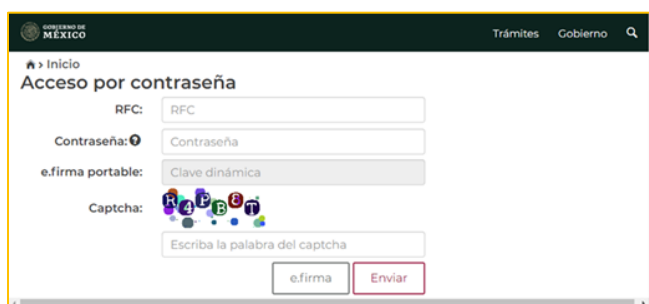 GOBIERNO DE
MÉXICO
Trámites Gobierno
> Inicio
Acceso por contraseña
RFC: RFC
Contraseña: Contraseña
e.firma portable: Clave dinámica
Captcha:
Escriba la palabra del captcha
e.firma Enviar